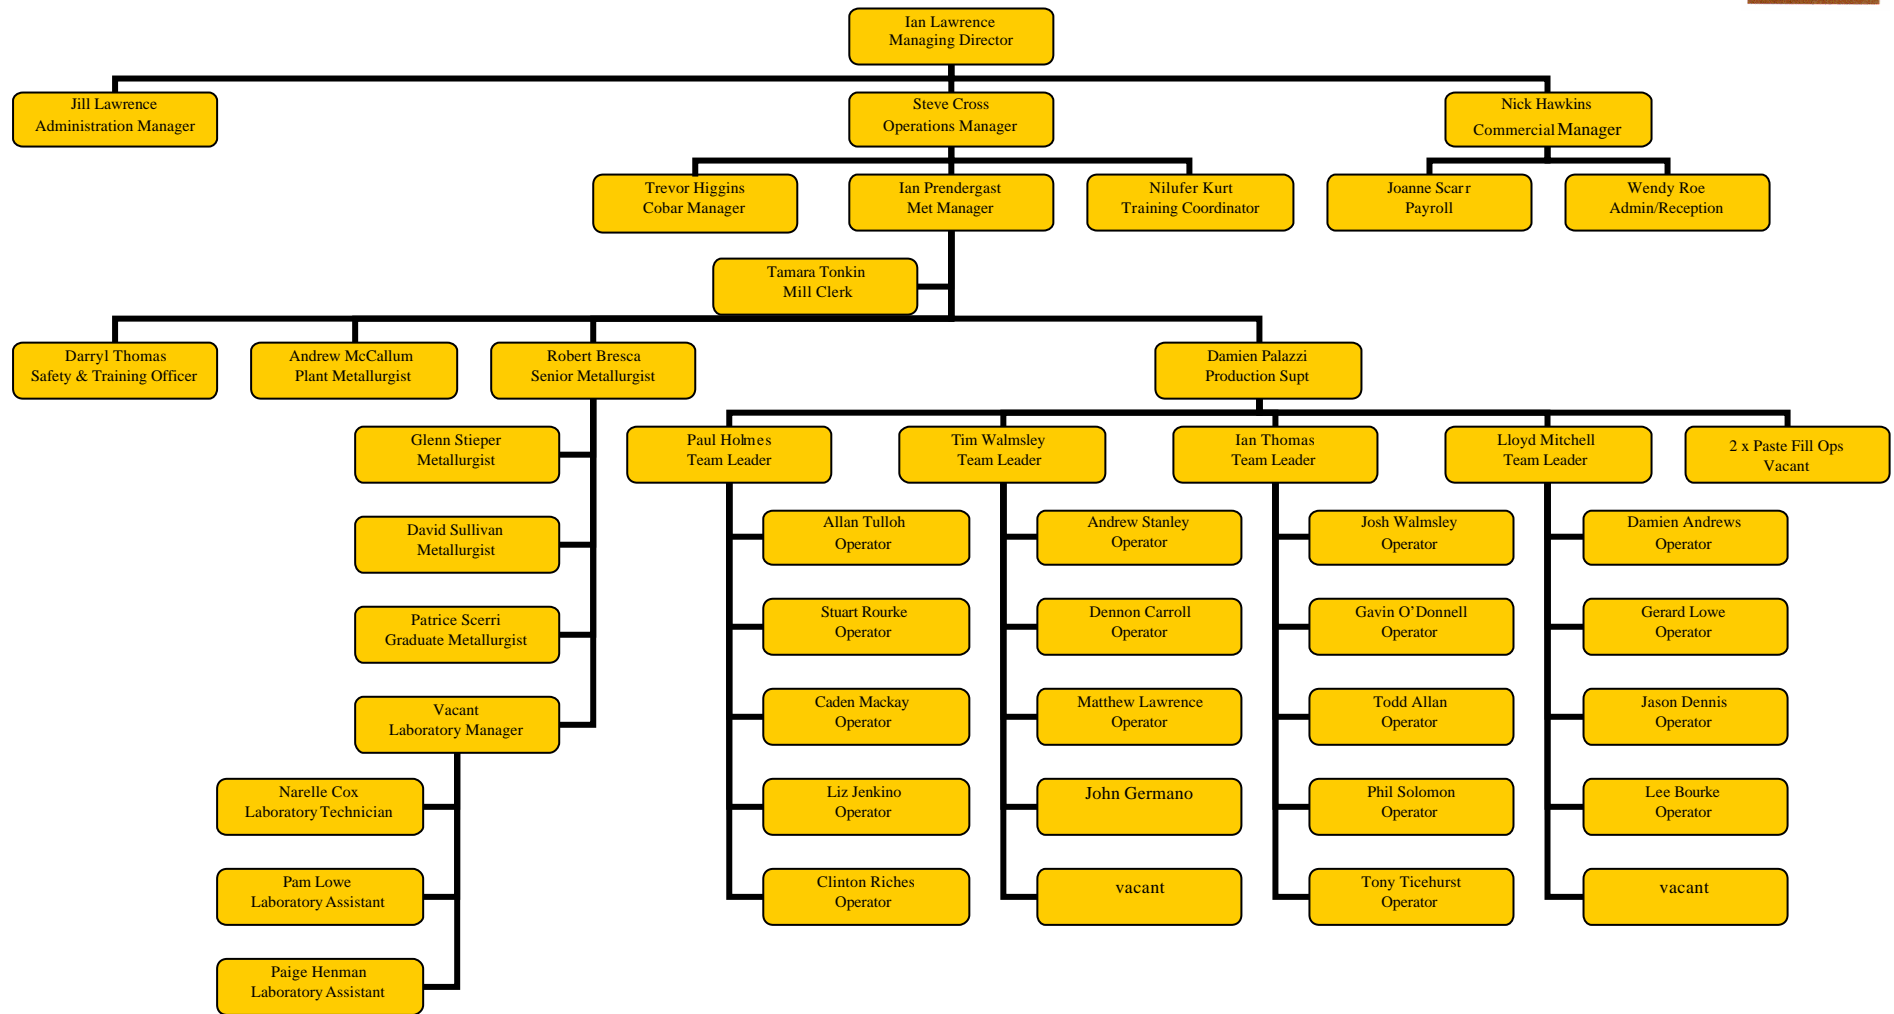 Ian Lawrence
Managing Director
Jill Lawrence
Administration Manager
Steve Cross
Operations Manager
Nick Hawkins
Commercial Manager
Trevor Higgins
Cobar Manager
Ian Prendergast
Met Manager
Nilufer Kurt
Training Coordinator
Joanne Scarr
Payroll
Wendy Roe
Admin/Reception
Tamara Tonkin
Mill Clerk
Darryl Thomas
Safety & Training Officer
Andrew McCallum
Plant Metallurgist
Robert Bresca
Senior Metallurgist
Damien Palazzi
Production Supt
Glenn Stieper
Metallurgist
David Sullivan
Metallurgist
Patrice Scerri
Graduate Metallurgist
Vacant
Laboratory Manager
Narelle Cox
Laboratory Technician
Pam Lowe
Laboratory Assistant
Paige Henman
Laboratory Assistant
Paul Holmes
Team Leader
Allan Tulloh
Operator
Stuart Rourke
Operator
Caden Mackay
Operator
Liz Jenkino
Operator
Clinton Riches
Operator
Tim Walmsley
Team Leader
Andrew Stanley
Operator
Dennon Carroll
Operator
Matthew Lawrence
Operator
John Germano
vacant
Ian Thomas
Team Leader
Josh Walmsley
Operator
Gavin O’Donnell
Operator
Todd Allan
Operator
Phil Solomon
Operator
Tony Ticehurst
Operator
Lloyd Mitchell
Team Leader
Damien Andrews
Operator
Gerard Lowe
Operator
Jason Dennis
Operator
Lee Bourke
Operator
vacant
2 x Paste Fill Ops
Vacant